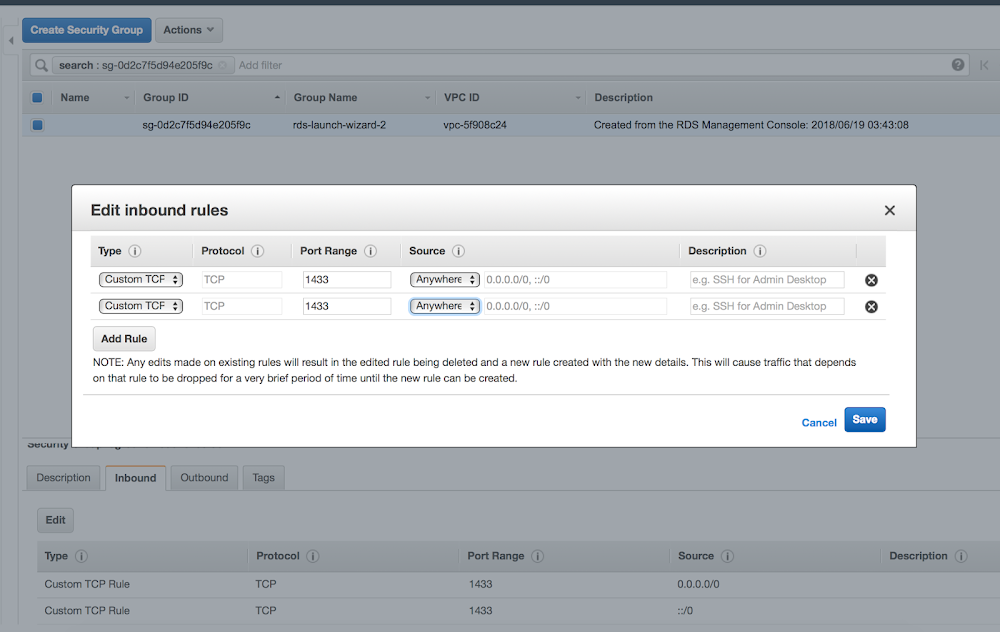 Create Security Group Actions
search : sg-0d2c7f5d94e205f9c Add filter
Name Group ID Group Name VPC ID Description
sg-0d2c7f5d94e205f9c rds-launch-wizard-2 vpc-5f908c24 Created from the RDS Management Console: 2018/06/19 03:43:08
Edit inbound rules
Type Protocol Port Range Source Description
Custom TCF TCP 1433 Anywhere 0.0.0.0/0, ::/0 e.g. SSH for Admin Desktop
Custom TCF TCP 1433 Anywhere 0.0.0.0/0, ::/0 e.g. SSH for Admin Desktop
Add Rule
NOTE: Any edits made on existing rules will result in the edited rule being deleted and a new rule created with the new details. This will cause traffic that depends
on that rule to be dropped for a very brief period of time until the new rule can be created.
Cancel Save
Security
Description Inbound Outbound Tags
Edit
Type Protocol Port Range Source Description
Custom TCP Rule TCP 1433 0.0.0.0/0
Custom TCP Rule TCP 1433 ::/0